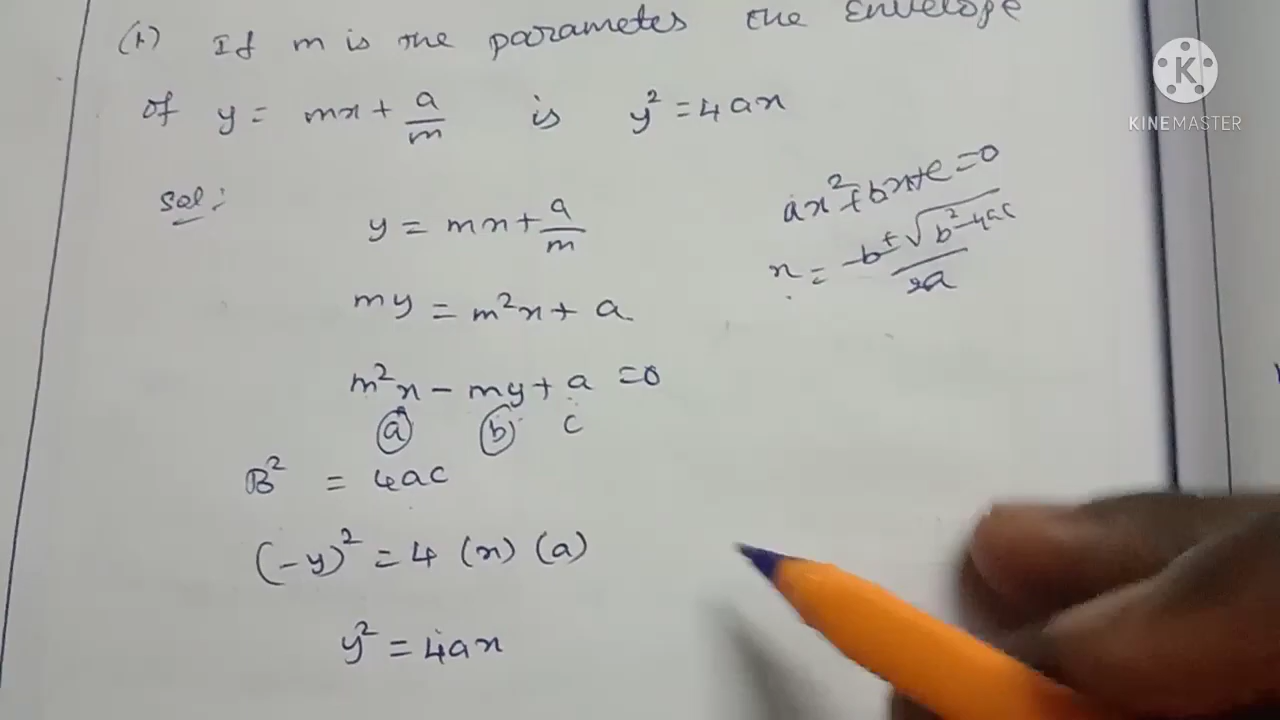 (1) If m is the parameter the Envelope
of y = mx + a/m is y² = 4ax
KINEMASTER
Sol:
ax² + bx + c = 0
x = -b ± √b² - 4ac / 2a
y = mx + a/m
my = m²x + a
m²x - my + a = 0
a b c
B² = 4ac
(-y)² = 4 (x) (a)
y² = 4ax